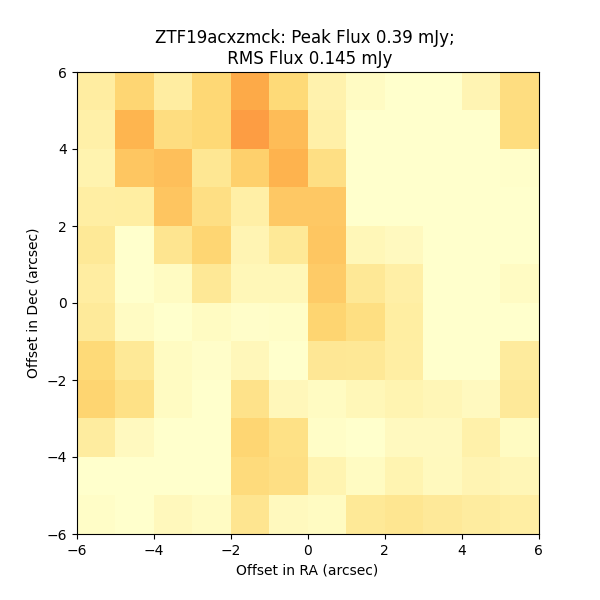 ZTF19acxzmck: Peak Flux 0.39 mJy;
RMS Flux 0.145 mJy
6
4
2
0
−2
−4
−6
Offset in Dec (arcsec)
−6 −4 −2 0 2 4 6
Offset in RA (arcsec)